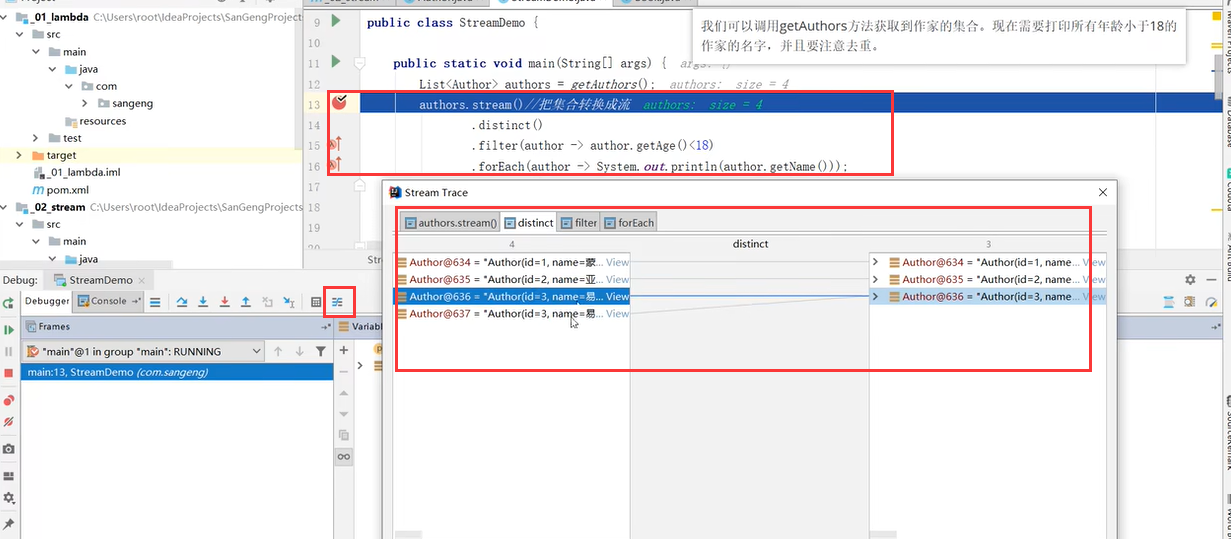 _01_lambda C:\Users\root\IdeaProjects\SanGeng
src
main
java
com
sangeng
resources
test
target
_01_lambda.iml
pom.xml
_02_stream C:\Users\root\IdeaProjects\SanGengProjects
src
main
java
9 public class StreamDemo {
10
11 public static void main(String[] args) { args: []
12 List<Author> authors = getAuthors(); authors: size = 4
13 authors.stream()//把集合转换成流 authors: size = 4
14 .distinct()
15 .filter(author -> author.getAge()<18)
16 .forEach(author -> System.out.println(author.getName()));
17
18
19
我们可以调用getAuthors方法获取到作家的集合。现在需要打印所有年龄小于18的
作家的名字，并且要注意去重。
Stream Trace
authors.stream() distinct filter forEach
4 distinct 3
Author@634 = "Author(id=1, name=蒙... View
Author@635 = "Author(id=2, name=亚... View
Author@636 = "Author(id=3, name=易... View
Author@637 = "Author(id=3, name=易... View
Author@634 = "Author(id=1, name=... View
Author@635 = "Author(id=2, name=... View
Author@636 = "Author(id=3, name=... View
Debug: StreamDemo
Debugger Console
Frames
Variab
"main"@1 in group "main": RUNNING
main:13, StreamDemo (com.sangeng)